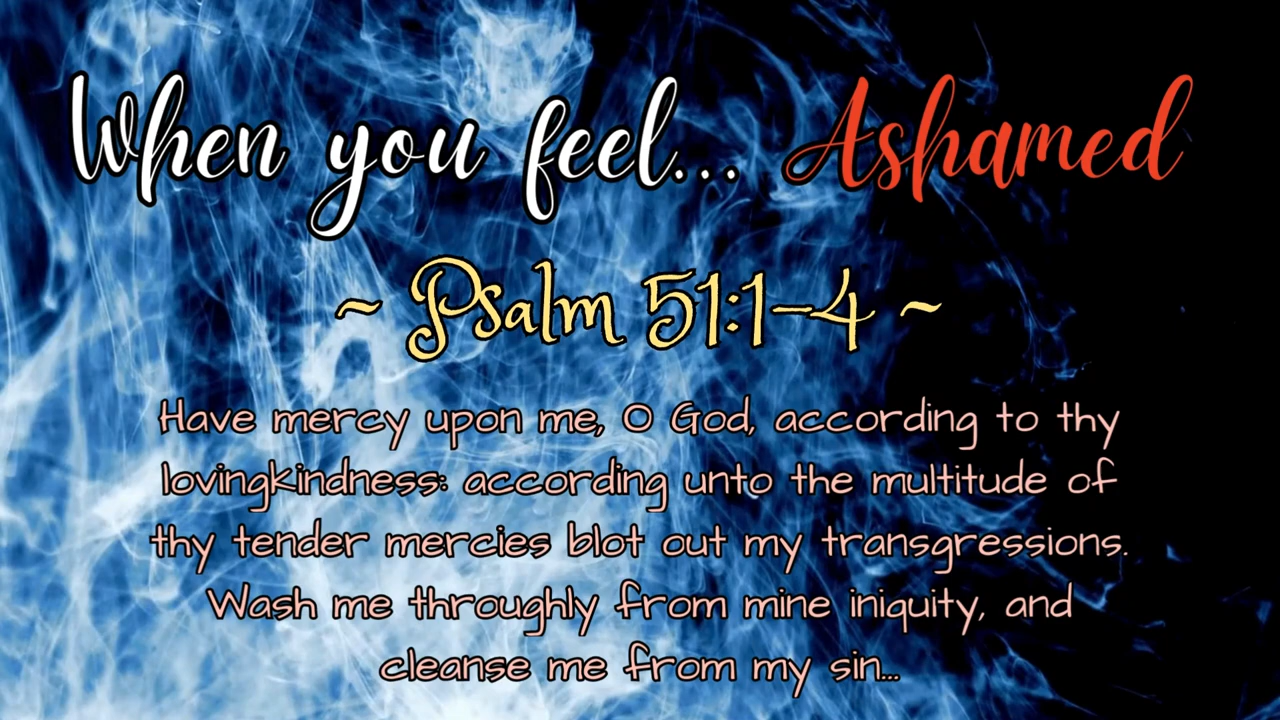 When you feel... Ashamed
~ Psalm 51:1-4 ~
Have mercy upon me, O God, according to thy
lovingkindness: according unto the multitude of
thy tender mercies blot out my transgressions.
Wash me throughly from mine iniquity, and
cleanse me from my sin...